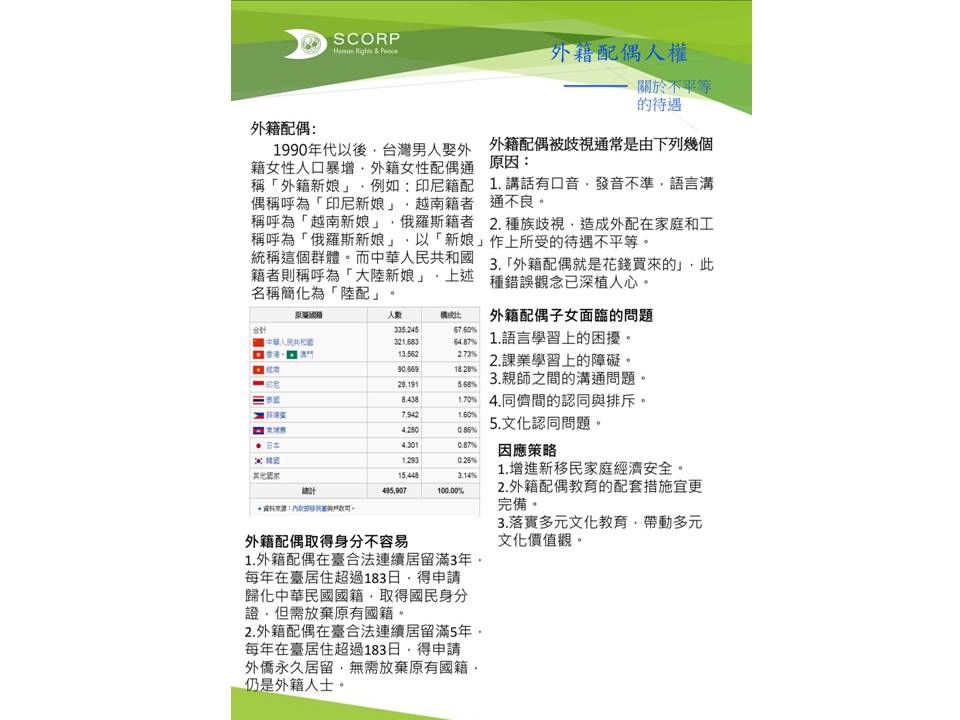 SCORP
Human Rights & Peace
外籍配偶人權
關於不平等
的待遇
外籍配偶:
1990年代以後，台灣男人娶外
籍女性人口暴增，外籍女性配偶通
稱「外籍新娘」，例如：印尼籍配
偶稱呼為「印尼新娘」，越南籍者
稱呼為「越南新娘」，俄羅斯籍者
稱呼為「俄羅斯新娘」，以「新娘」
統稱這個群體。而中華人民共和國
籍者則稱呼為「大陸新娘」，上述
名稱簡化為「陸配」。
原屬國籍 人數 構成比
合計 335,245 67.60%
中華人民共和國 321,683 64.87%
香港、澳門 13,562 2.73%
越南 90,669 18.28%
印尼 28,191 5.68%
泰國 8,438 1.70%
菲律賓 7,942 1.60%
柬埔寨 4,280 0.86%
日本 4,301 0.87%
韓國 1,293 0.26%
其他國家 15,448 3.14%
總計 495,907 100.00%
• 資料來源：內政部移民署與戶政司。
外籍配偶取得身分不容易
1.外籍配偶在臺合法連續居留滿3年，
每年在臺居住超過183日，得申請
歸化中華民國國籍，取得國民身分
證，但需放棄原有國籍。
2.外籍配偶在臺合法連續居留滿5年，
每年在臺居住超過183日，得申請
外僑永久居留，無需放棄原有國籍，
仍是外籍人士。
外籍配偶被歧視通常是由下列幾個
原因：
1. 講話有口音，發音不準，語言溝
通不良。
2. 種族歧視，造成外配在家庭和工
作上所受的待遇不平等。
3.「外籍配偶就是花錢買來的」，此
種錯誤觀念已深植人心。
外籍配偶子女面臨的問題
1.語言學習上的困擾。
2.課業學習上的障礙。
3.親師之間的溝通問題。
4.同儕間的認同與排斥。
5.文化認同問題。
因應策略
1.增進新移民家庭經濟安全。
2.外籍配偶教育的配套措施宜更
完備。
3.落實多元文化教育，帶動多元
文化價值觀。